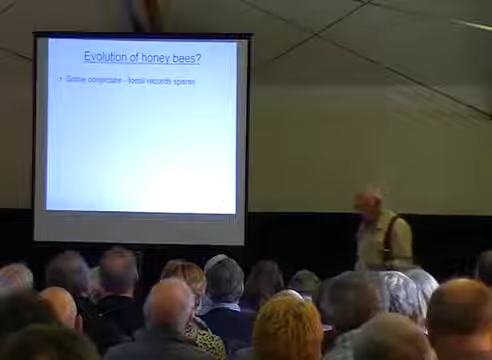 Evolution of honey bees?
• Some conjecture - fossil records sparse